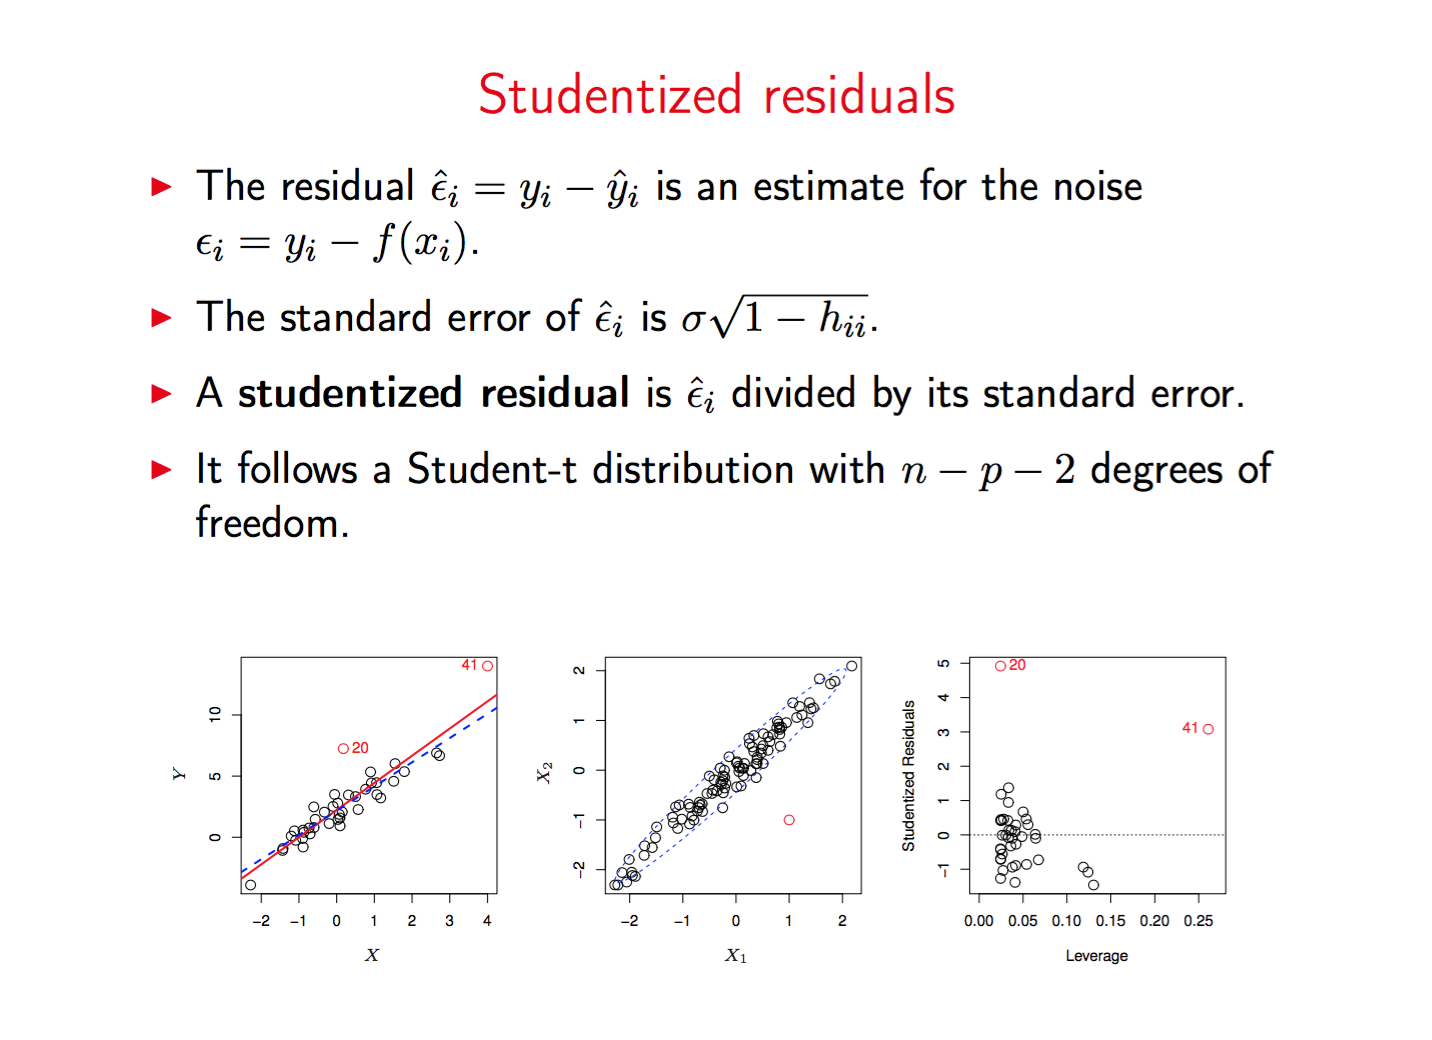 Studentized residuals
▶ The residual ϵ̂ᵢ = yᵢ − ŷᵢ is an estimate for the noise
ϵᵢ = yᵢ − f(xᵢ).
▶ The standard error of ϵ̂ᵢ is σ√(1 − hᵢᵢ).
▶ A studentized residual is ϵ̂ᵢ divided by its standard error.
▶ It follows a Student-t distribution with n − p − 2 degrees of
freedom.
41
20
10
5
0
Y
−2 −1 0 1 2 3 4
X
2
1
0
−1
−2
X₂
−2 −1 0 1 2
X₁
20
41
5
4
3
2
1
0
−1
Studentized Residuals
0.00 0.05 0.10 0.15 0.20 0.25
Leverage